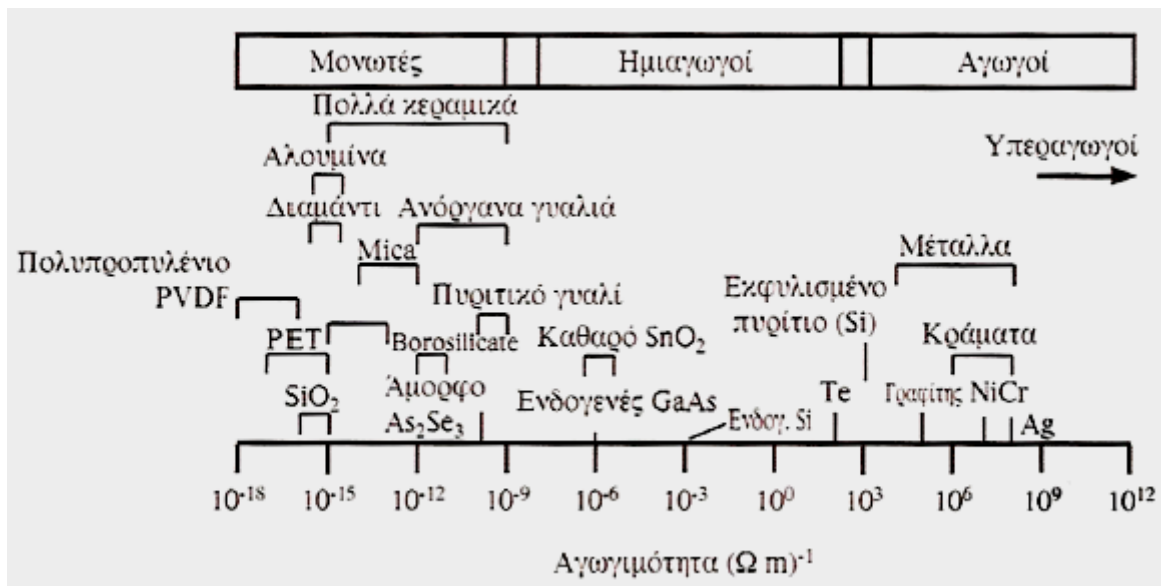 Μονωτές Ημιαγωγοί Αγωγοί
Πολλά κεραμικά
Υπεραγωγοί
Αλουμίνα
Διαμάντι Ανόργανα γυαλιά
Mica Μέταλλα
Πολυπροπυλένιο
PVDF Πυριτικό γυαλί Εκφυλισμένο
πυρίτιο (Si)
PET Borosilicate Καθαρό SnO₂ Κράματα
SiO₂ Άμορφο Ενδογενές GaAs Te Γραφίτης NiCr
As₂Se₃ Ενδογ. Si Ag
10⁻¹⁸ 10⁻¹⁵ 10⁻¹² 10⁻⁹ 10⁻⁶ 10⁻³ 10⁰ 10³ 10⁶ 10⁹ 10¹²
Αγωγιμότητα (Ω m)⁻¹